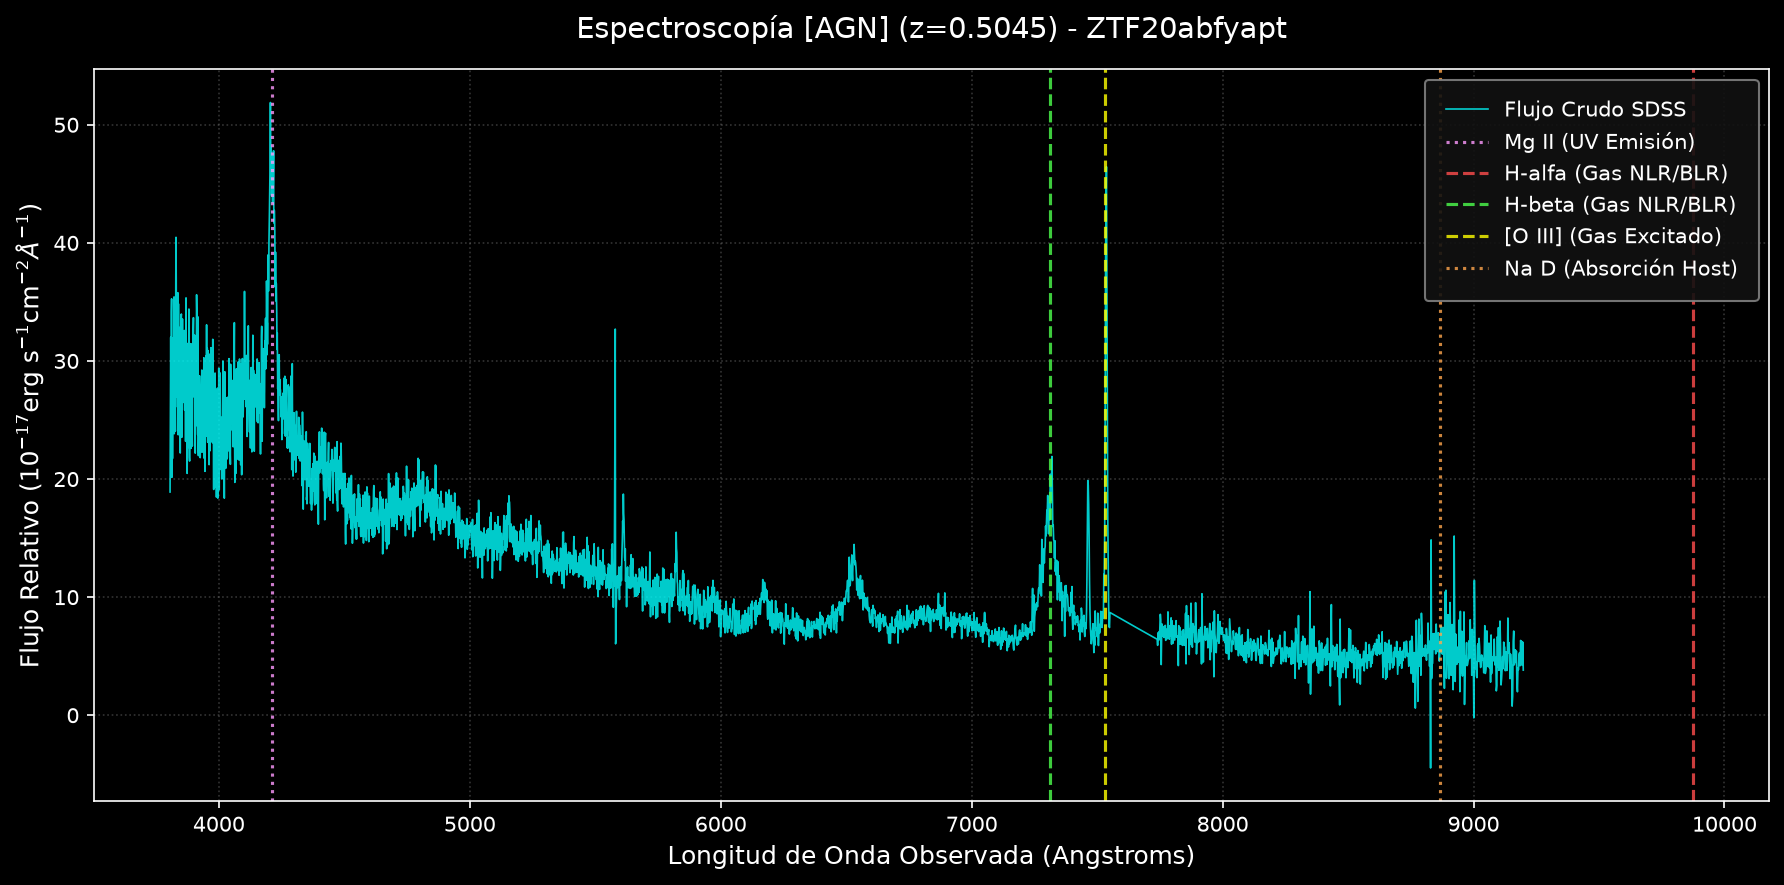 Espectroscopía [AGN] (z=0.5045) - ZTF20abfyapt
Flujo Relativo (10⁻¹⁷erg s⁻¹cm⁻²Å⁻¹)
50
40
30
20
10
0
Flujo Crudo SDSS
Mg II (UV Emisión)
H-alfa (Gas NLR/BLR)
H-beta (Gas NLR/BLR)
[O III] (Gas Excitado)
Na D (Absorción Host)
4000 5000 6000 7000 8000 9000 10000
Longitud de Onda Observada (Angstroms)